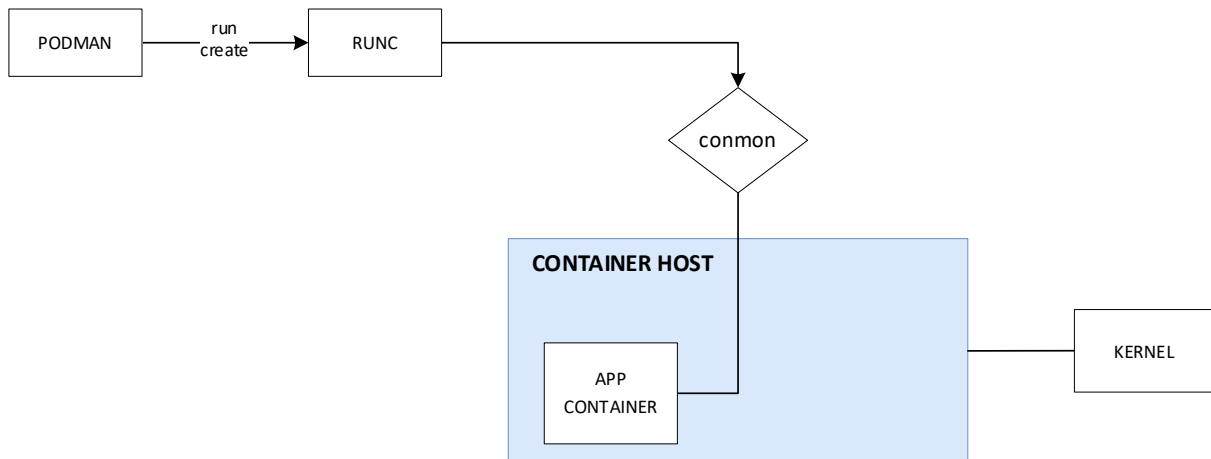 PODMAN
run
create
RUNC
conmon
CONTAINER HOST
APP
CONTAINER
KERNEL